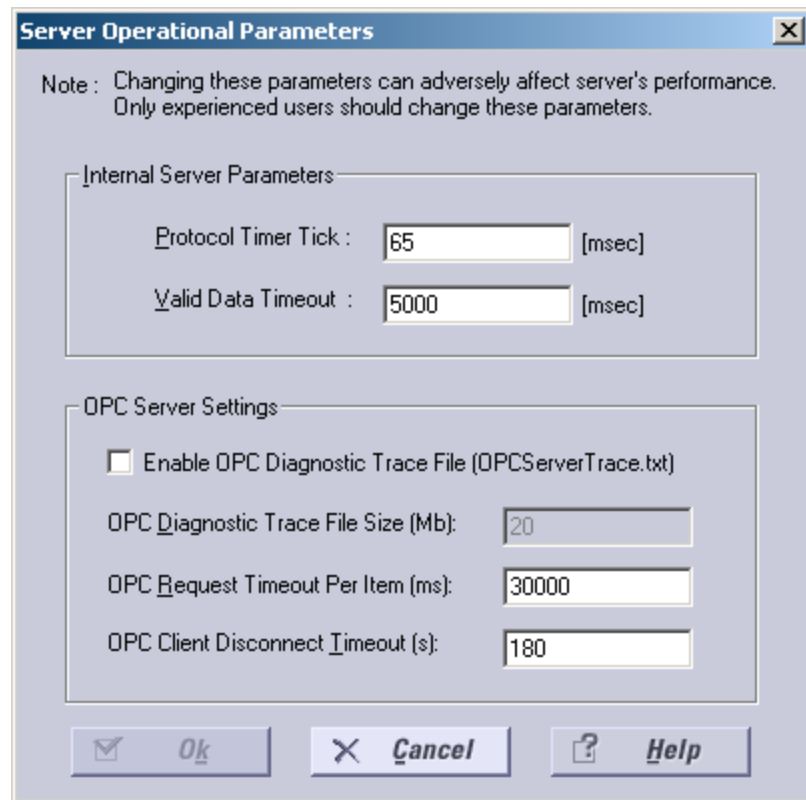 Server Operational Parameters
Note : Changing these parameters can adversely affect server's performance.
Only experienced users should change these parameters.
Internal Server Parameters
Protocol Timer Tick : 65 [msec]
Valid Data Timeout : 5000 [msec]
OPC Server Settings
Enable OPC Diagnostic Trace File (OPCServerTrace.txt)
OPC Diagnostic Trace File Size (Mb): 20
OPC Request Timeout Per Item (ms): 30000
OPC Client Disconnect Timeout (s): 180
Ok Cancel Help